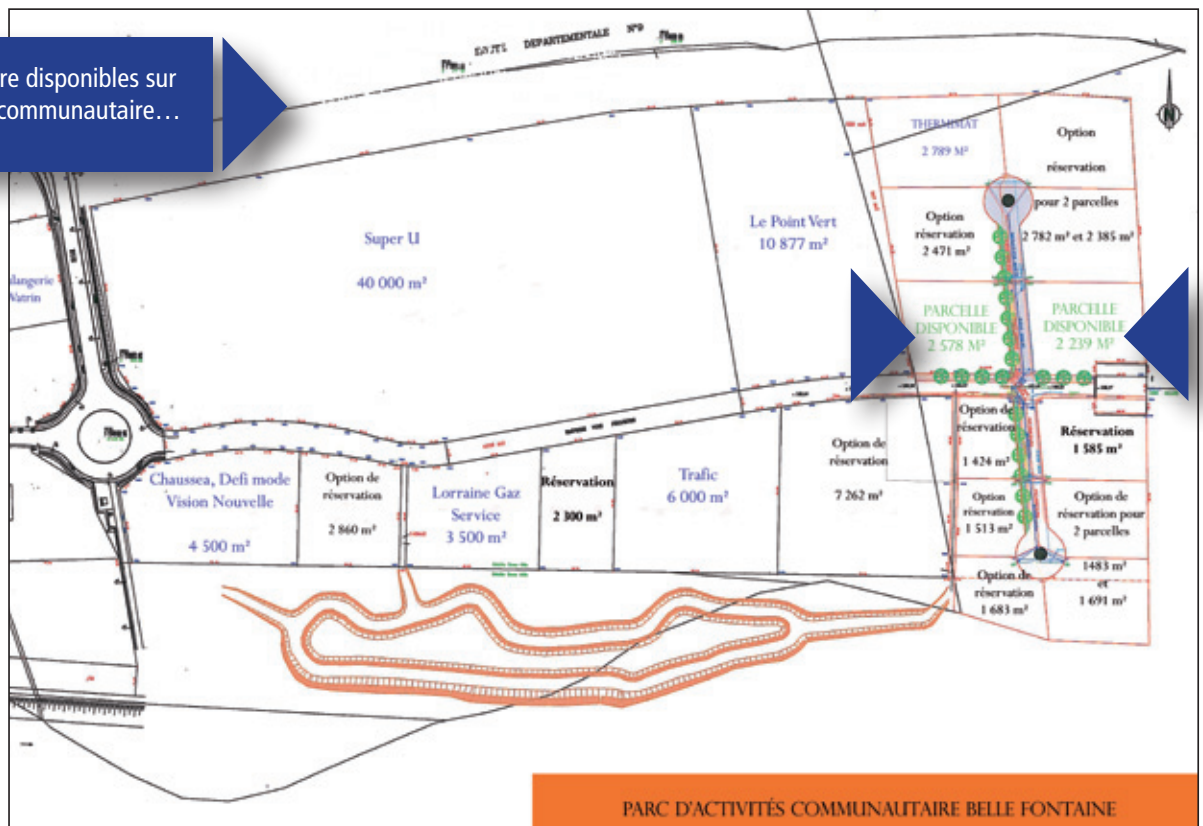 re disponibles sur
communautaire…
DEPARTEMENTALE N°9
THERMIMAT
2 789 M²
Option
réservation
pour 2 parcelles
2 782 m² et 2 385 m²
N
Option
réservation
2 471 m²
Le Point Vert
10 877 m²
Super U
40 000 m²
langerie
Vatrin
PARCELLE
DISPONIBLE
2 578 M²
PARCELLE
DISPONIBLE
2 239 M²
Chaussea, Defi mode
Vision Nouvelle
4 500 m²
Option de
réservation
2 860 m²
Lorraine Gaz
Service
3 500 m²
Réservation
2 300 m²
Trafic
6 000 m²
Option de
réservation
7 262 m²
Option de
réservation
1 424 m²
Réservation
1 585 m²
Option
réservation
1 513 m²
Option de
réservation pour
2 parcelles
1483 m²
et
1 691 m²
Option de
réservation
1 683 m²
PARC D'ACTIVITÉS COMMUNAUTAIRE BELLE FONTAINE